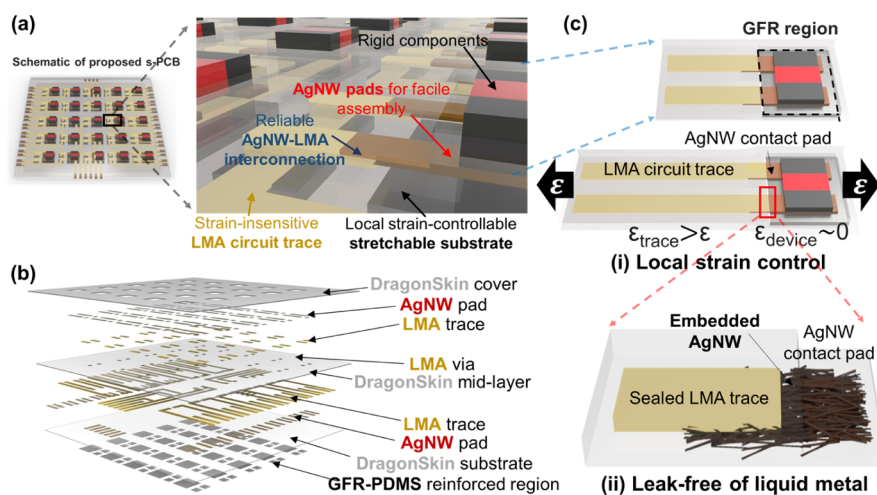 (a)
Schematic of proposed s-PCB
Rigid components
AgNW pads for facile
assembly
Reliable
AgNW-LMA
interconnection
Strain-insensitive
LMA circuit trace
Local strain-controllable
stretchable substrate
(b)
DragonSkin cover
AgNW pad
LMA trace
LMA via
DragonSkin mid-layer
LMA trace
AgNW pad
DragonSkin substrate
GFR-PDMS reinforced region
(c)
GFR region
AgNW contact pad
LMA circuit trace
ε
ε
εtrace>ε
εdevice~0
(i) Local strain control
Embedded
AgNW
AgNW
contact pad
Sealed LMA trace
(ii) Leak-free of liquid metal